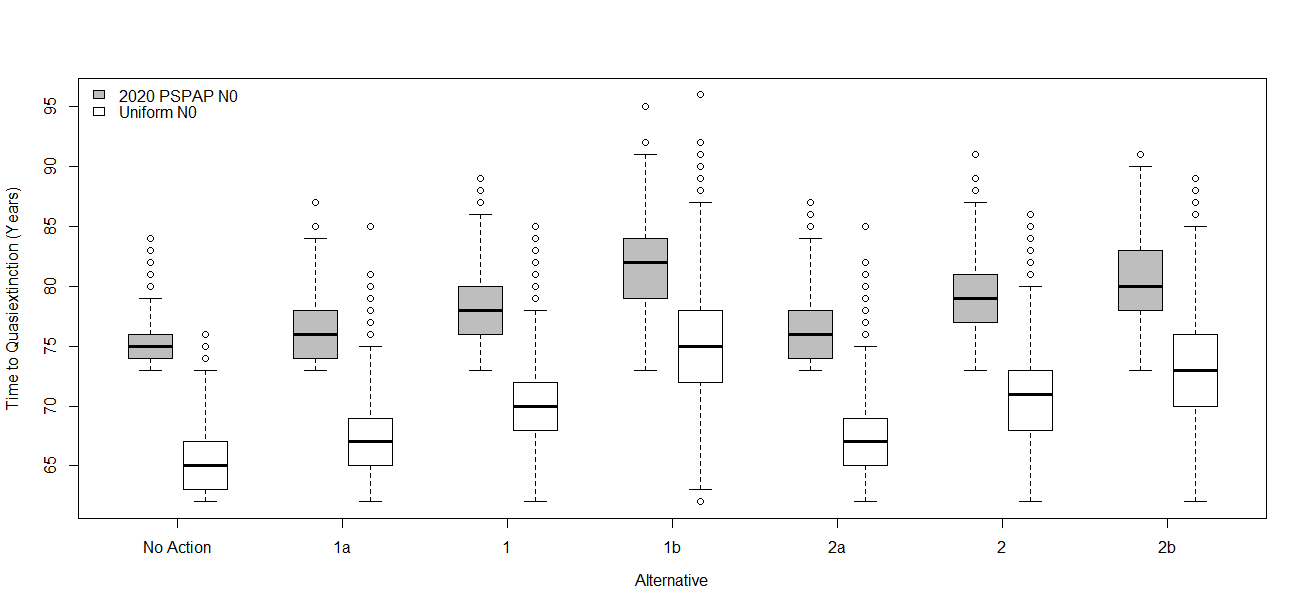 2020 PSPAP N0
Uniform N0
Time to Quasiextinction (Years)
95
90
85
80
75
70
65
No Action 1a 1 1b 2a 2 2b
Alternative